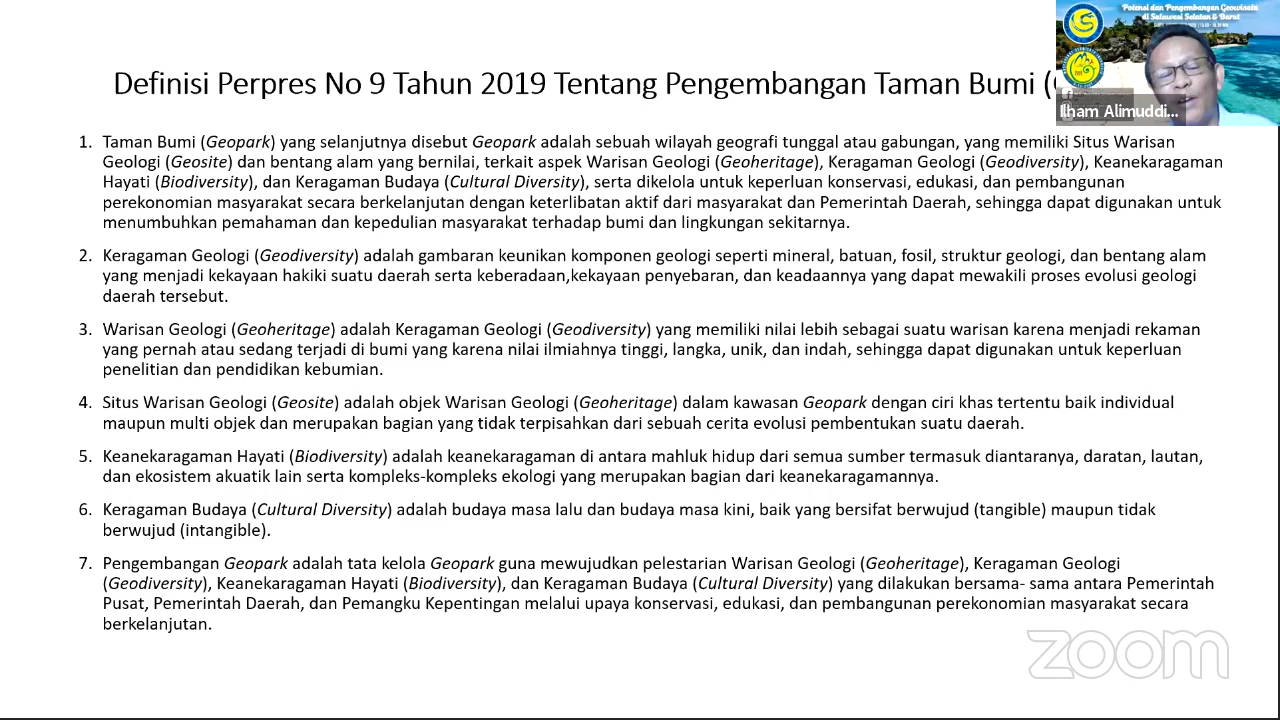 Potensi dan Pengembangan Geowisata
di Sulawesi Selatan & Barat
Definisi Perpres No 9 Tahun 2019 Tentang Pengembangan Taman Bumi (
Ilham Alimuddi...
1. Taman Bumi (Geopark) yang selanjutnya disebut Geopark adalah sebuah wilayah geografi tunggal atau gabungan, yang memiliki Situs Warisan
Geologi (Geosite) dan bentang alam yang bernilai, terkait aspek Warisan Geologi (Geoheritage), Keragaman Geologi (Geodiversity), Keanekaragaman
Hayati (Biodiversity), dan Keragaman Budaya (Cultural Diversity), serta dikelola untuk keperluan konservasi, edukasi, dan pembangunan
perekonomian masyarakat secara berkelanjutan dengan keterlibatan aktif dari masyarakat dan Pemerintah Daerah, sehingga dapat digunakan untuk
menumbuhkan pemahaman dan kepedulian masyarakat terhadap bumi dan lingkungan sekitarnya.
2. Keragaman Geologi (Geodiversity) adalah gambaran keunikan komponen geologi seperti mineral, batuan, fosil, struktur geologi, dan bentang alam
yang menjadi kekayaan hakiki suatu daerah serta keberadaan,kekayaan penyebaran, dan keadaannya yang dapat mewakili proses evolusi geologi
daerah tersebut.
3. Warisan Geologi (Geoheritage) adalah Keragaman Geologi (Geodiversity) yang memiliki nilai lebih sebagai suatu warisan karena menjadi rekaman
yang pernah atau sedang terjadi di bumi yang karena nilai ilmiahnya tinggi, langka, unik, dan indah, sehingga dapat digunakan untuk keperluan
penelitian dan pendidikan kebumian.
4. Situs Warisan Geologi (Geosite) adalah objek Warisan Geologi (Geoheritage) dalam kawasan Geopark dengan ciri khas tertentu baik individual
maupun multi objek dan merupakan bagian yang tidak terpisahkan dari sebuah cerita evolusi pembentukan suatu daerah.
5. Keanekaragaman Hayati (Biodiversity) adalah keanekaragaman di antara mahluk hidup dari semua sumber termasuk diantaranya, daratan, lautan,
dan ekosistem akuatik lain serta kompleks-kompleks ekologi yang merupakan bagian dari keanekaragamannya.
6. Keragaman Budaya (Cultural Diversity) adalah budaya masa lalu dan budaya masa kini, baik yang bersifat berwujud (tangible) maupun tidak
berwujud (intangible).
7. Pengembangan Geopark adalah tata kelola Geopark guna mewujudkan pelestarian Warisan Geologi (Geoheritage), Keragaman Geologi
(Geodiversity), Keanekaragaman Hayati (Biodiversity), dan Keragaman Budaya (Cultural Diversity) yang dilakukan bersama- sama antara Pemerintah
Pusat, Pemerintah Daerah, dan Pemangku Kepentingan melalui upaya konservasi, edukasi, dan pembangunan perekonomian masyarakat secara
berkelanjutan.
zoom